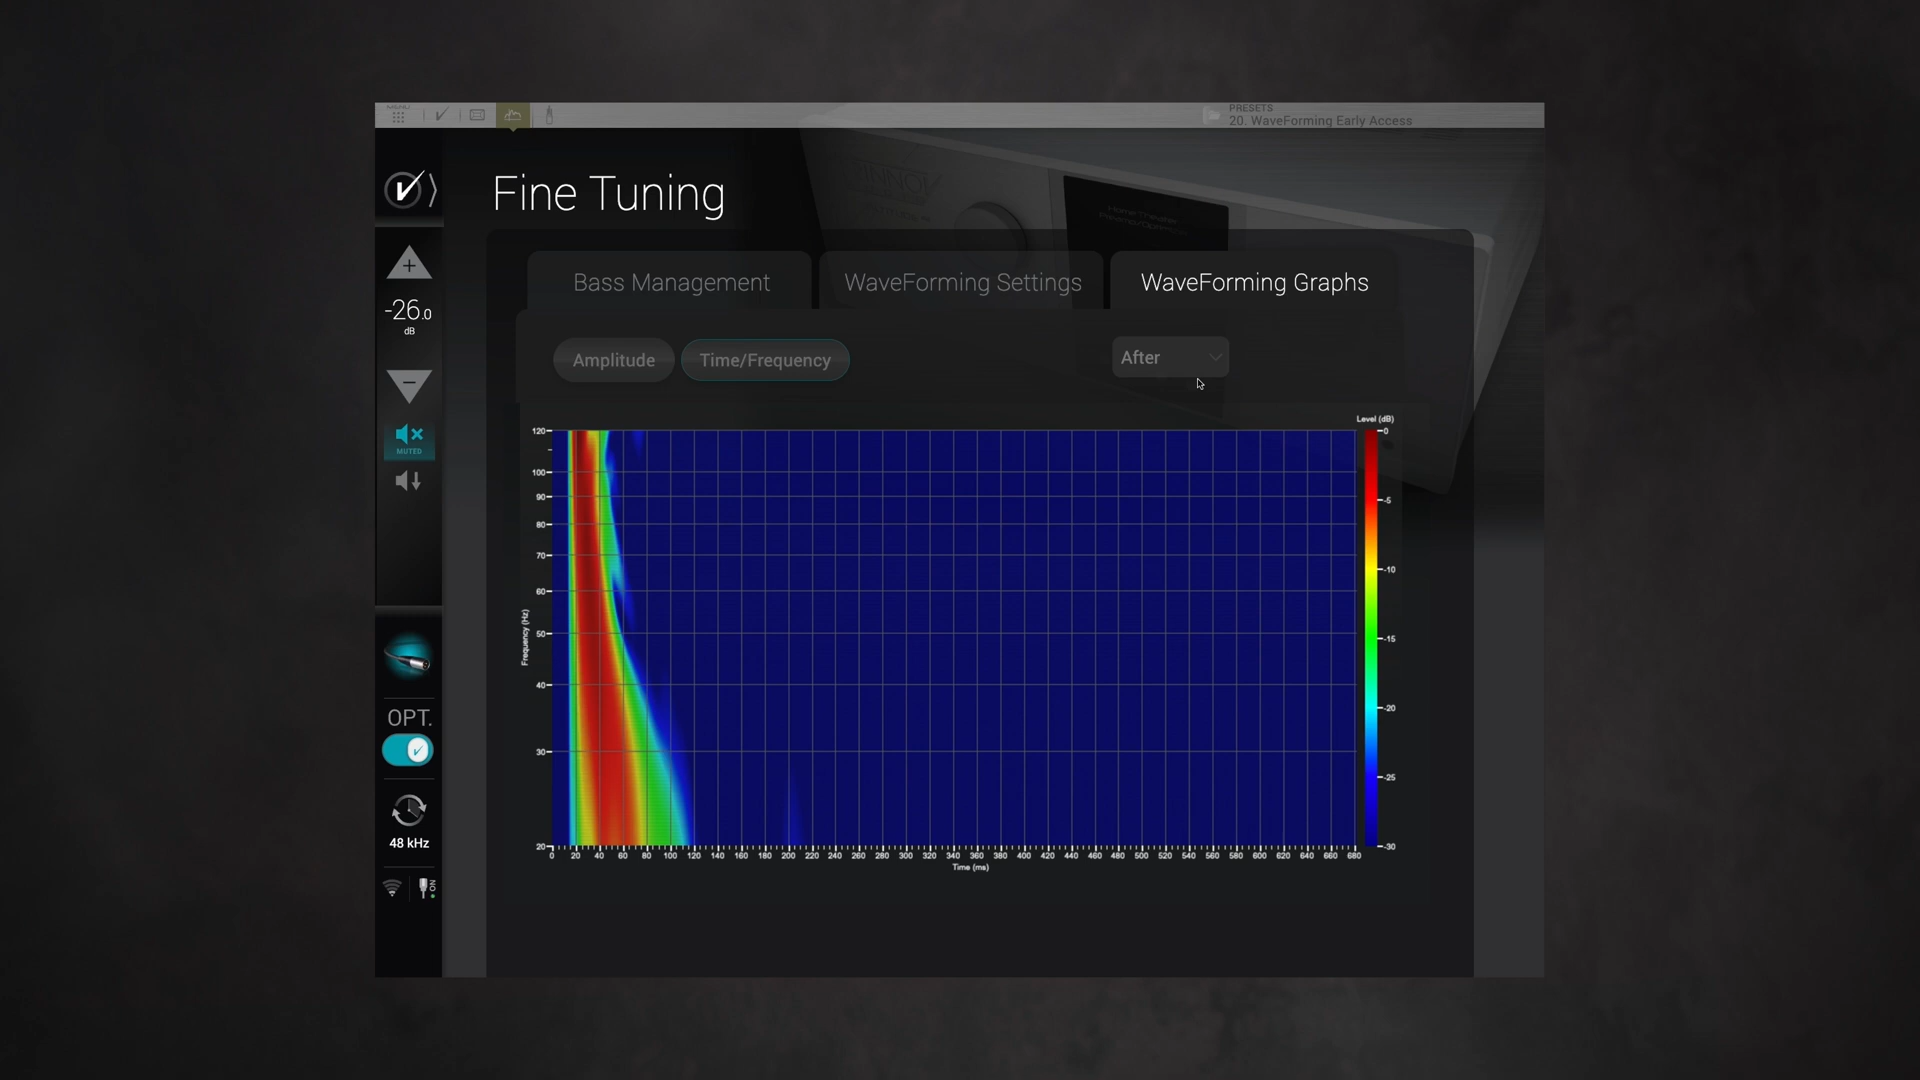 MENU
PRESETS
20. WaveForming Early Access
Fine Tuning
Home Theater
Bass Management
WaveForming Settings
WaveForming Graphs
-26.0
dB
MUTED
Amplitude
Time/Frequency
After
Level (dB)
120
100
90
80
70
60
50
40
30
20
Frequency (Hz)
0
-5
-10
-15
-20
-25
-30
0 20 40 60 80 100 120 140 160 180 200 220 240 260 280 300 320 340 360 380 400 420 440 460 480 500 520 540 560 580 600 620 640 660 680
Time (ms)
OPT.
48 kHz
ON